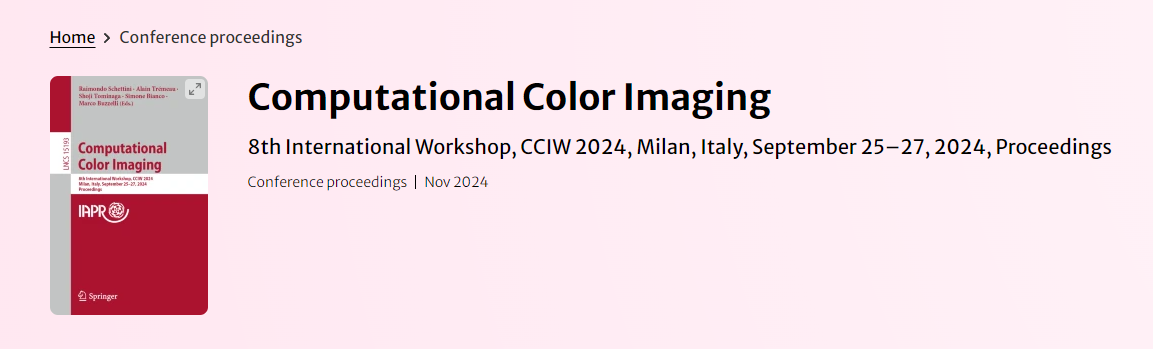 Home > Conference proceedings
Raimondo Schettini · Alain Trémeau ·
Shoji Tominaga · Simone Bianco ·
Marco Buzzelli (Eds.)
LNCS 15193
Computational
Color Imaging
8th International Workshop, CCIW 2024
Milan, Italy, September 25–27, 2024
Proceedings
IAPR
Springer
Computational Color Imaging
8th International Workshop, CCIW 2024, Milan, Italy, September 25–27, 2024, Proceedings
Conference proceedings | Nov 2024